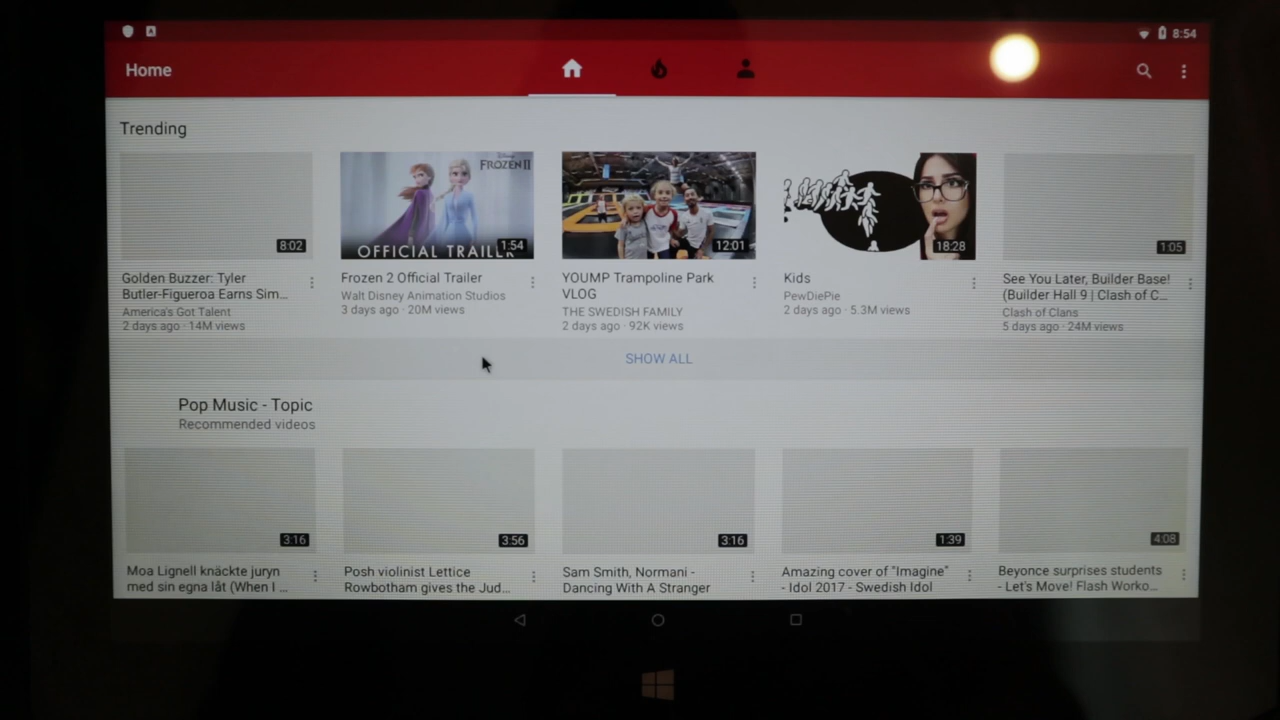 8:54
Home
Trending
8:02
Disney
FROZEN II
OFFICIAL TRAILER
1:54
12:01
18:28
1:05
Golden Buzzer: Tyler
Butler-Figueroa Earns Sim...
America's Got Talent
2 days ago · 14M views
Frozen 2 Official Trailer
Walt Disney Animation Studios
3 days ago · 20M views
YOUMP Trampoline Park
VLOG
THE SWEDISH FAMILY
2 days ago · 92K views
Kids
PewDiePie
2 days ago · 5.3M views
See You Later, Builder Base!
(Builder Hall 9 | Clash of C...
Clash of Clans
5 days ago · 24M views
SHOW ALL
Pop Music - Topic
Recommended videos
3:16
3:56
3:16
1:39
4:08
Moa Lignell knäckte juryn
med sin egna låt (When I ...
Posh violinist Lettice
Rowbotham gives the Jud...
Sam Smith, Normani -
Dancing With A Stranger
Amazing cover of "Imagine"
- Idol 2017 - Swedish Idol
Beyonce surprises students
- Let's Move! Flash Worko...